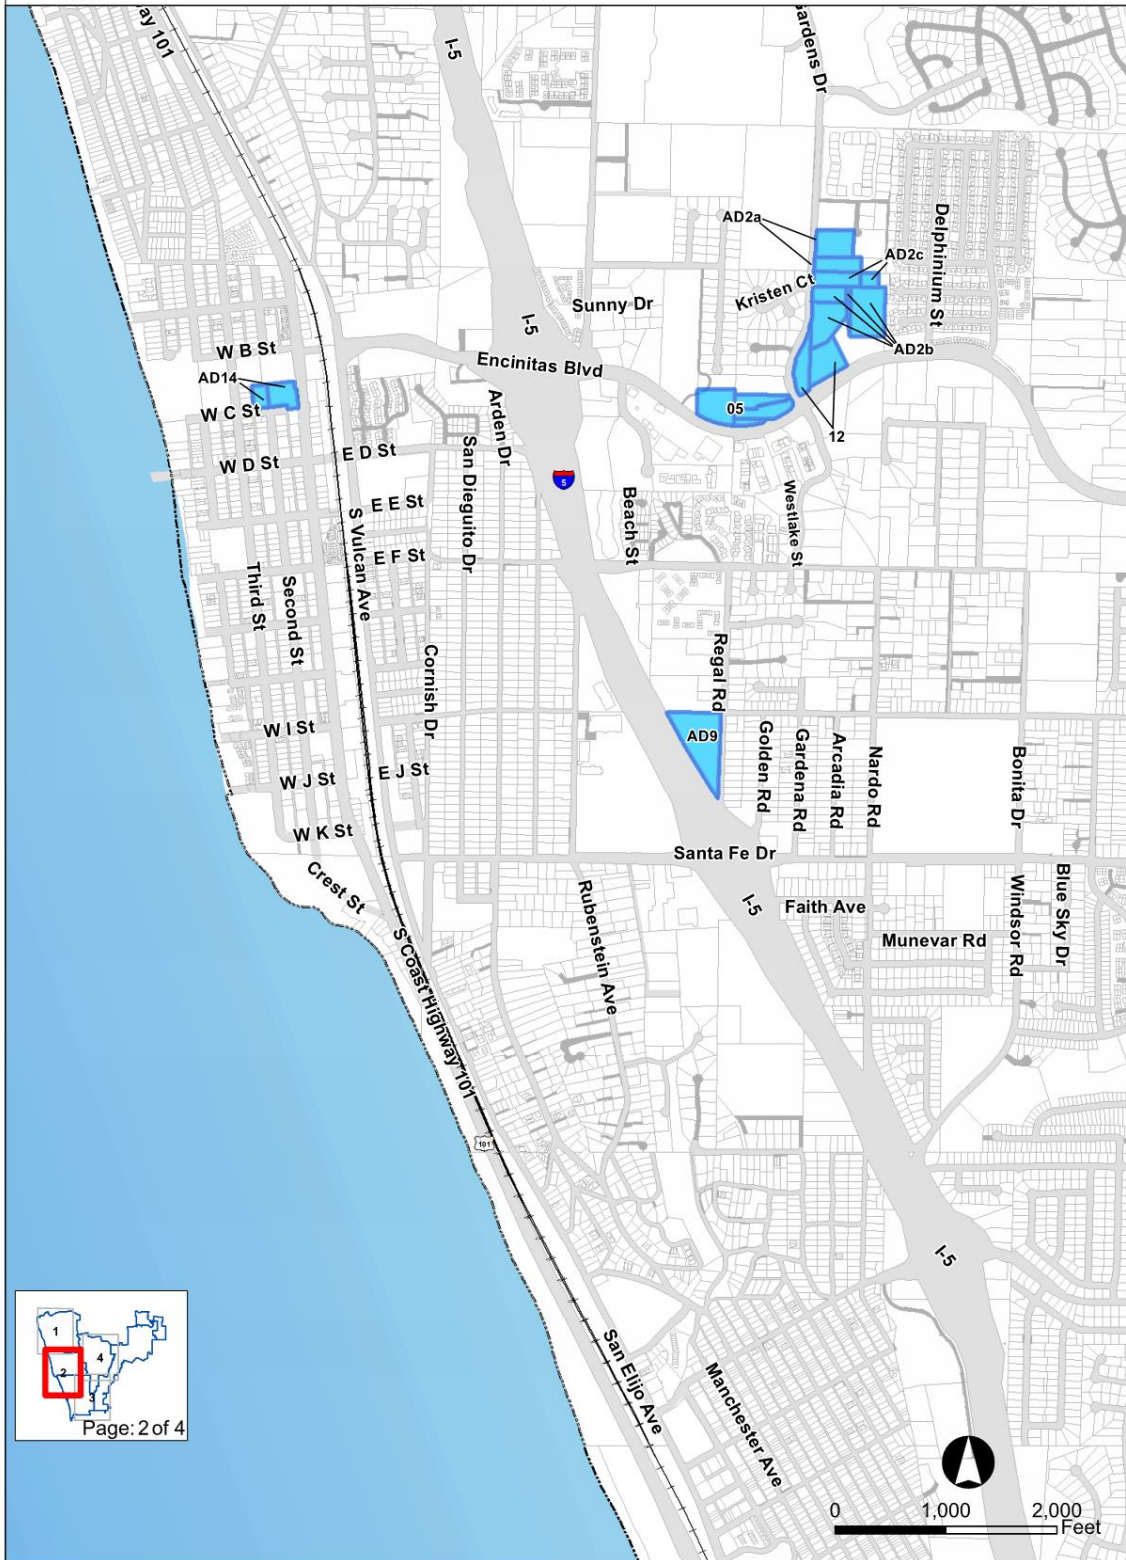 ay 101
I-5
Gardens Dr
AD2a
AD2c
Delphinium St
Kristen Ct
Sunny Dr
I-5
AD2b
W B St
Encinitas Blvd
AD14
W C St
Arden Dr
05
12
E D St
W D St
San Dieguito Dr
5
E E St
Beach St
Westlake St
S Vulcan Ave
E F St
Third St
Second St
Cornish Dr
Regal Rd
W I St
AD9
Golden Rd
Gardena Rd
Arcadia Rd
Nardo Rd
Bonita Dr
W J St
E J St
W K St
Santa Fe Dr
Crest St
Rubenstein Ave
I-5
Faith Ave
Blue Sky Dr
Windsor Rd
Munevar Rd
S Coast Highway 101
101
I-5
1
4
2
3
Page: 2 of 4
San Elijo Ave
Manchester Ave
0 1,000 2,000
Feet